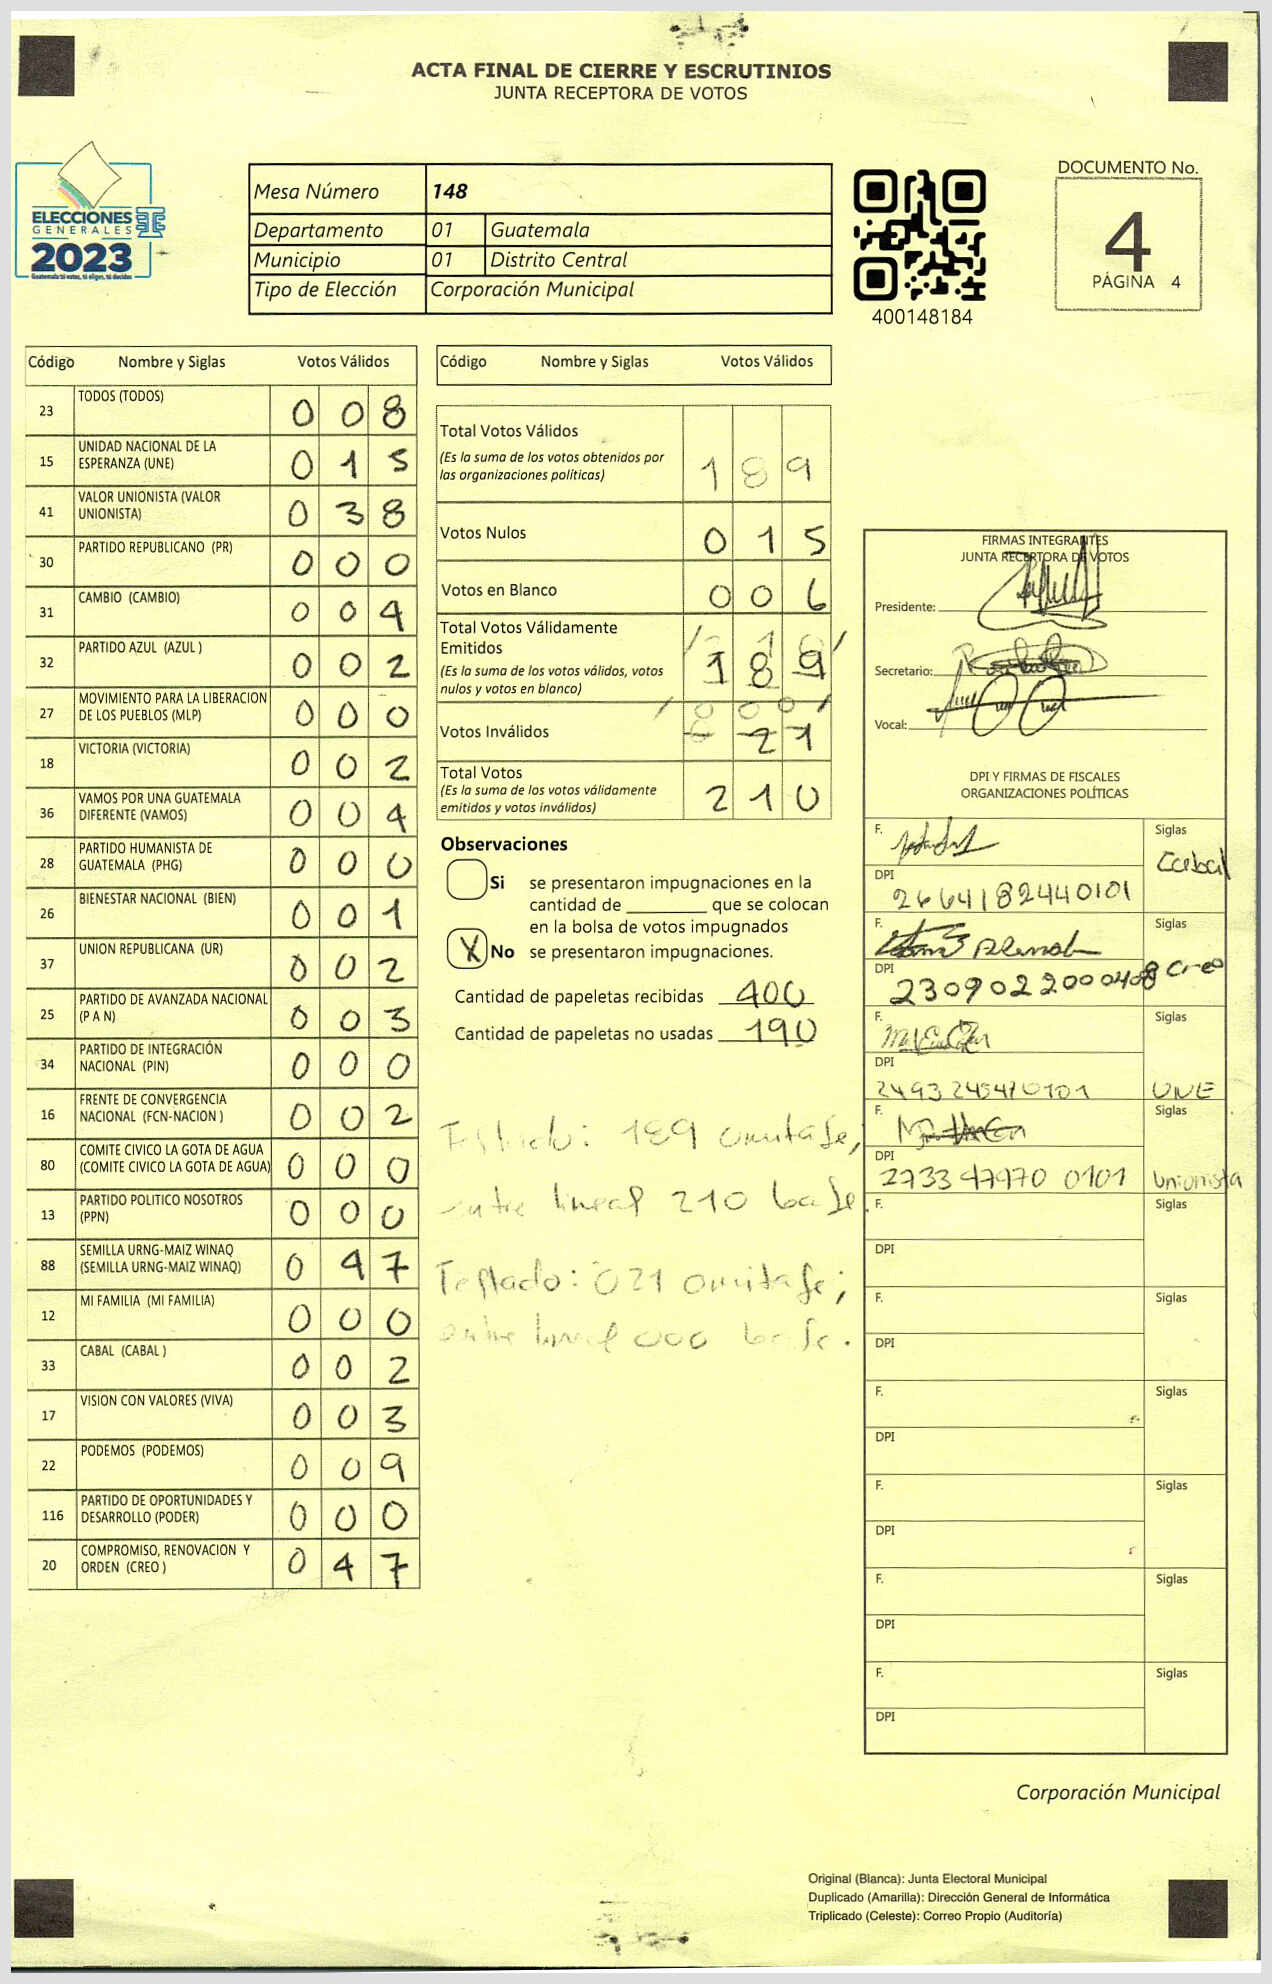 ACTA FINAL DE CIERRE Y ESCRUTINIOS
JUNTA RECEPTORA DE VOTOS
ELECCIONES
GENERALES
2023
Guatemala tú votas, tú eliges, tú decides
Mesa Número 148
Departamento 01 Guatemala
Municipio 01 Distrito Central
Tipo de Elección Corporación Municipal
400148184
DOCUMENTO No.
4
PÁGINA 4
Código Nombre y Siglas Votos Válidos
23 TODOS (TODOS) 0 0 8
15 UNIDAD NACIONAL DE LA ESPERANZA (UNE) 0 1 5
41 VALOR UNIONISTA (VALOR UNIONISTA) 0 3 8
30 PARTIDO REPUBLICANO (PR) 0 0 0
31 CAMBIO (CAMBIO) 0 0 4
32 PARTIDO AZUL (AZUL ) 0 0 2
27 MOVIMIENTO PARA LA LIBERACION DE LOS PUEBLOS (MLP) 0 0 0
18 VICTORIA (VICTORIA) 0 0 2
36 VAMOS POR UNA GUATEMALA DIFERENTE (VAMOS) 0 0 4
28 PARTIDO HUMANISTA DE GUATEMALA (PHG) 0 0 0
26 BIENESTAR NACIONAL (BIEN) 0 0 1
37 UNION REPUBLICANA (UR) 0 0 2
25 PARTIDO DE AVANZADA NACIONAL (P A N) 0 0 3
34 PARTIDO DE INTEGRACIÓN NACIONAL (PIN) 0 0 0
16 FRENTE DE CONVERGENCIA NACIONAL (FCN-NACION ) 0 0 2
80 COMITE CIVICO LA GOTA DE AGUA (COMITE CIVICO LA GOTA DE AGUA) 0 0 0
13 PARTIDO POLITICO NOSOTROS (PPN) 0 0 0
88 SEMILLA URNG-MAIZ WINAQ (SEMILLA URNG-MAIZ WINAQ) 0 4 7
12 MI FAMILIA (MI FAMILIA) 0 0 0
33 CABAL (CABAL ) 0 0 2
17 VISION CON VALORES (VIVA) 0 0 3
22 PODEMOS (PODEMOS) 0 0 9
116 PARTIDO DE OPORTUNIDADES Y DESARROLLO (PODER) 0 0 0
20 COMPROMISO, RENOVACION Y ORDEN (CREO ) 0 4 7
Código Nombre y Siglas Votos Válidos
Total Votos Válidos
(Es la suma de los votos obtenidos por las organizaciones políticas) 1 8 9
Votos Nulos 0 1 5
Votos en Blanco 0 0 6
Total Votos Válidamente Emitidos
(Es la suma de los votos válidos, votos nulos y votos en blanco) 1 8 9
Votos Inválidos 0 0 0
21
Total Votos
(Es la suma de los votos válidamente emitidos y votos inválidos) 2 1 0
Observaciones
Si se presentaron impugnaciones en la
cantidad de ________ que se colocan
en la bolsa de votos impugnados
X No se presentaron impugnaciones.
Cantidad de papeletas recibidas 400
Cantidad de papeletas no usadas 190
Testado: 189 omitase;
entre lineal 210 base.
Testado: 021 omitase;
entre lineal 000 base.
FIRMAS INTEGRANTES
JUNTA RECEPTORA DE VOTOS
Presidente:
Secretario:
Vocal:
DPI Y FIRMAS DE FISCALES
ORGANIZACIONES POLÍTICAS
F. Siglas Cabal
DPI 2664182440101
F. Siglas Creo
DPI 2309022000408
F. Siglas UNE
DPI 2493245470101
F. Siglas Unionista
DPI 2733 47970 0101
F. Siglas
DPI
F. Siglas
DPI
F. Siglas
DPI
F. Siglas
DPI
F. Siglas
DPI
F. Siglas
DPI
Corporación Municipal
Original (Blanca): Junta Electoral Municipal
Duplicado (Amarilla): Dirección General de Informática
Triplicado (Celeste): Correo Propio (Auditoría)